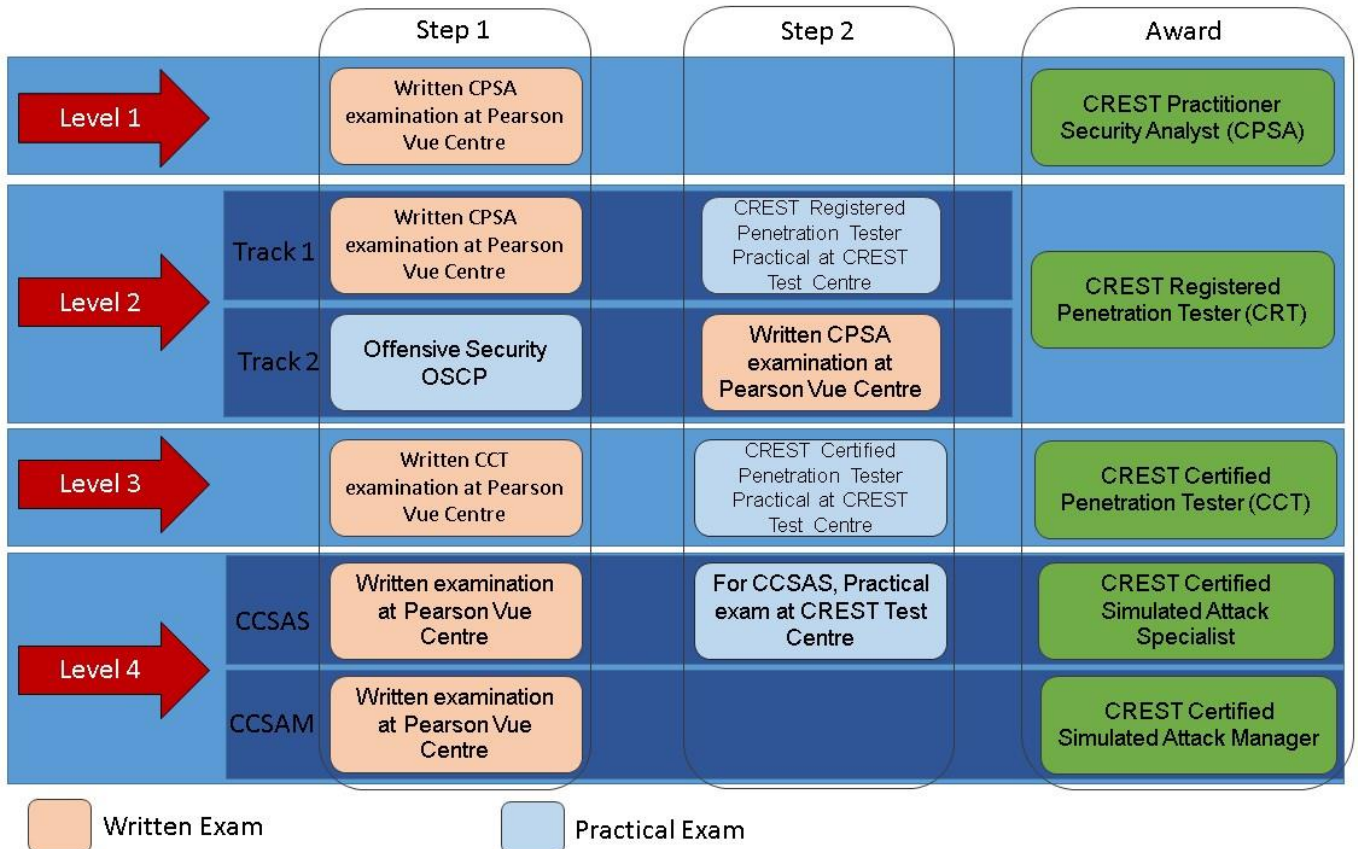 Step 1
Step 2
Award
Level 1
Written CPSA
examination at Pearson
Vue Centre
CREST Practitioner
Security Analyst (CPSA)
Level 2
Track 1
Written CPSA
examination at Pearson
Vue Centre
CREST Registered
Penetration Tester
Practical at CREST
Test Centre
Track 2
Offensive Security
OSCP
Written CPSA
examination at
Pearson Vue Centre
CREST Registered
Penetration Tester (CRT)
Level 3
Written CCT
examination at Pearson
Vue Centre
CREST Certified
Penetration Tester
Practical at CREST
Test Centre
CREST Certified
Penetration Tester (CCT)
Level 4
CCSAS
Written examination
at Pearson Vue
Centre
For CCSAS, Practical
exam at CREST Test
Centre
CREST Certified
Simulated Attack
Specialist
CCSAM
Written examination
at Pearson Vue
Centre
CREST Certified
Simulated Attack Manager
Written Exam
Practical Exam